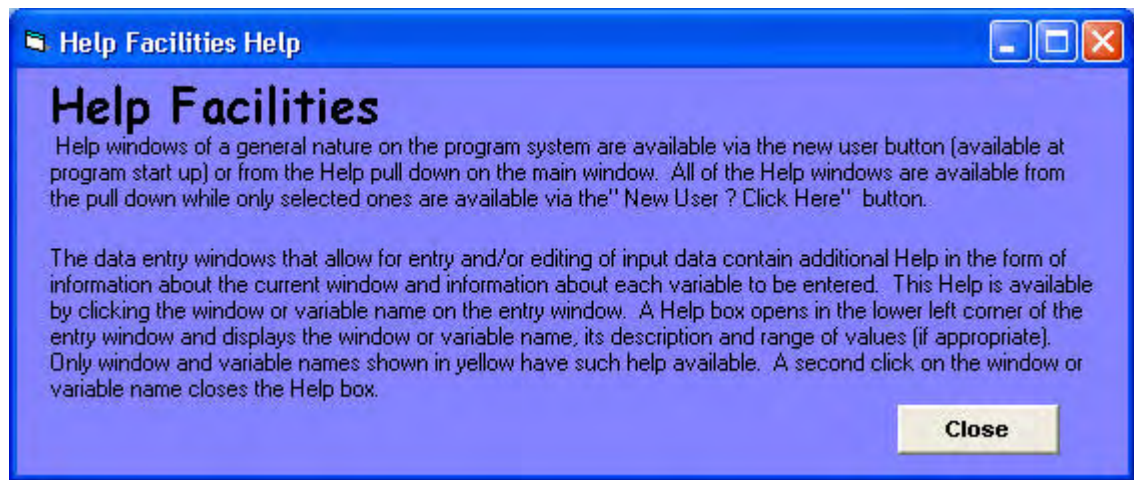 Help Facilities Help
Help Facilities
Help windows of a general nature on the program system are available via the new user button (available at
program start up) or from the Help pull down on the main window.  All of the Help windows are available from
the pull down while only selected ones are available via the" New User ? Click Here"  button.
The data entry windows that allow for entry and/or editing of input data contain additional Help in the form of
information about the current window and information about each variable to be entered.  This Help is available
by clicking the window or variable name on the entry window.  A Help box opens in the lower left corner of the
entry window and displays the window or variable name, its description and range of values (if appropriate).
Only window and variable names shown in yellow have such help available.  A second click on the window or
variable name closes the Help box.
Close